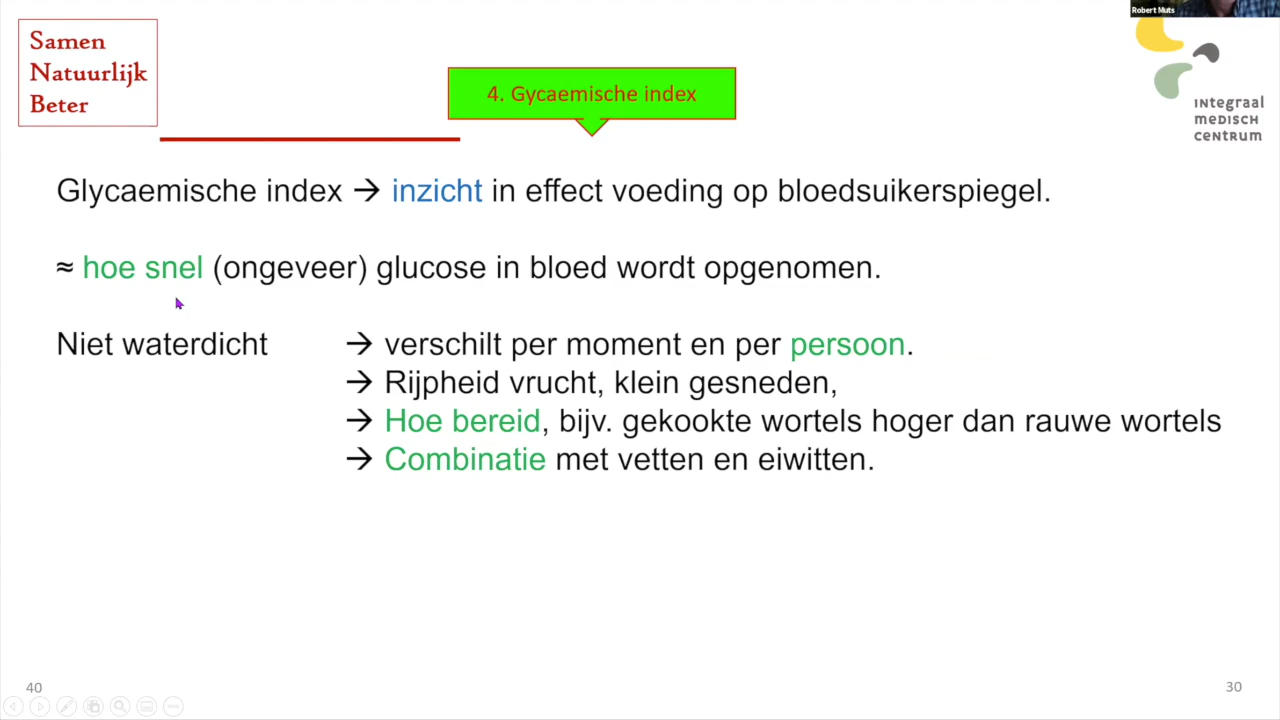 Robert Muts
Samen
Natuurlijk
Beter
4. Gycaemische index
INtegraal
MEDISCH
CENTRUM
Glycaemische index → inzicht in effect voeding op bloedsuikerspiegel.
≈ hoe snel (ongeveer) glucose in bloed wordt opgenomen.
Niet waterdicht → verschilt per moment en per persoon.
→ Rijpheid vrucht, klein gesneden,
→ Hoe bereid, bijv. gekookte wortels hoger dan rauwe wortels
→ Combinatie met vetten en eiwitten.
40
30